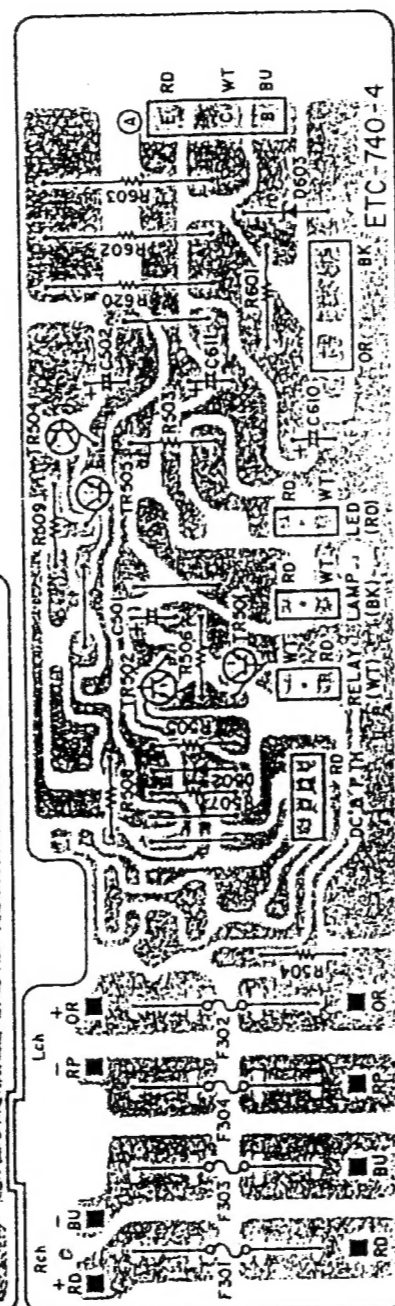 RD
WT
BU
A
E
C
B
R603
D603
R602
R601
R620
ETC-740-4
BK
OR
C502
C611
TR504
R503
TR503
C610
R509
RD
WT
LED
(RD)
RD
WT
LAMP
(BK)
C501
TR502
R506
TR501
WT
RD
RELAY
(WT)
R505
D502
R507
R508
RD
DC & PTH
R504
+ OR
F302
OR
Lch
- RP
F304
RP
- BU
F303
BU
Rch
+ RD
F301
RD